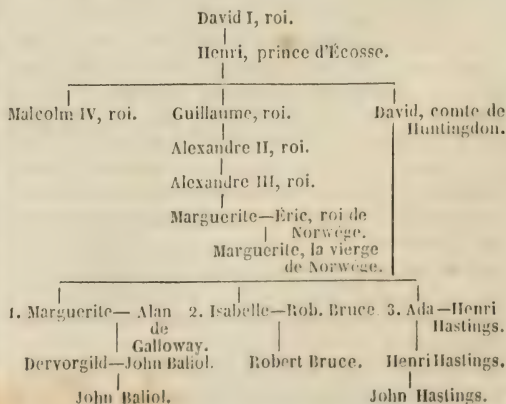 David I, roi.
Henri, prince d'Écosse.
Malcolm IV, roi. Guillaume, roi. David, comte de
Huntingdon.
Alexandre II, roi.
Alexandre III, roi.
Marguerite—Éric, roi de
Norwége.
Marguerite, la vierge
de Norwége.
1. Marguerite— Alan 2. Isabelle—Rob. Bruce. 3. Ada—Henri
de Hastings.
Galloway.
Dervorgild—John Baliol. Robert Bruce. Henri Hastings.
John Baliol. John Hastings.